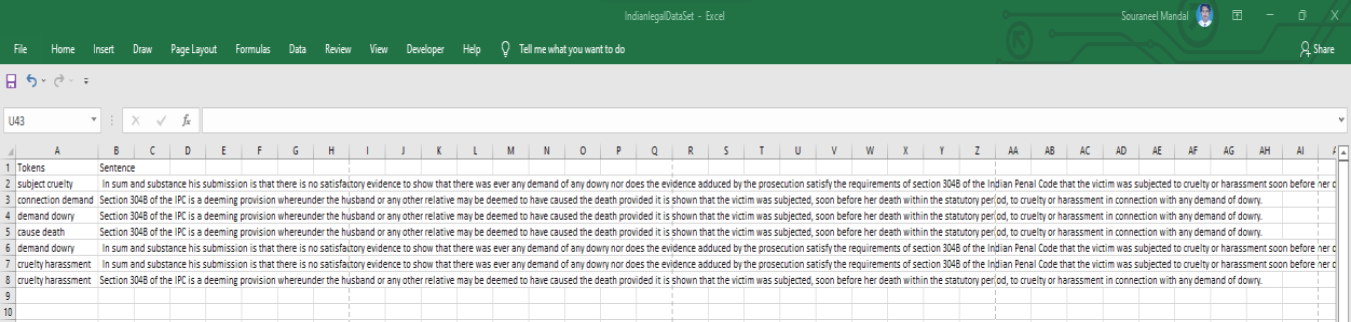 IndianlegalDataSet - Excel
Souraneel Mandal
File Home Insert Draw Page Layout Formulas Data Review View Developer Help Tell me what you want to do
Share
U43 fx
A B C D E F G H I J K L M N O P Q R S T U V W X Y Z AA AB AC AD AE AF AG AH AI
1 Tokens Sentence
2 subject cruelty In sum and substance his submission is that there is no satisfactory evidence to show that there was ever any demand of any dowry nor does the evidence adduced by the prosecution satisfy the requirements of section 304B of the Indian Penal Code that the victim was subjected to cruelty or harassment soon before her
3 connection demand Section 304B of the IPC is a deeming provision whereunder the husband or any other relative may be deemed to have caused the death provided it is shown that the victim was subjected, soon before her death within the statutory period, to cruelty or harassment in connection with any demand of dowry.
4 demand dowry Section 304B of the IPC is a deeming provision whereunder the husband or any other relative may be deemed to have caused the death provided it is shown that the victim was subjected, soon before her death within the statutory period, to cruelty or harassment in connection with any demand of dowry.
5 cause death Section 304B of the IPC is a deeming provision whereunder the husband or any other relative may be deemed to have caused the death provided it is shown that the victim was subjected, soon before her death within the statutory period, to cruelty or harassment in connection with any demand of dowry.
6 demand dowry In sum and substance his submission is that there is no satisfactory evidence to show that there was ever any demand of any dowry nor does the evidence adduced by the prosecution satisfy the requirements of section 304B of the Indian Penal Code that the victim was subjected to cruelty or harassment soon before her
7 cruelty harassment In sum and substance his submission is that there is no satisfactory evidence to show that there was ever any demand of any dowry nor does the evidence adduced by the prosecution satisfy the requirements of section 304B of the Indian Penal Code that the victim was subjected to cruelty or harassment soon before her
8 cruelty harassment Section 304B of the IPC is a deeming provision whereunder the husband or any other relative may be deemed to have caused the death provided it is shown that the victim was subjected, soon before her death within the statutory period, to cruelty or harassment in connection with any demand of dowry.
9
10